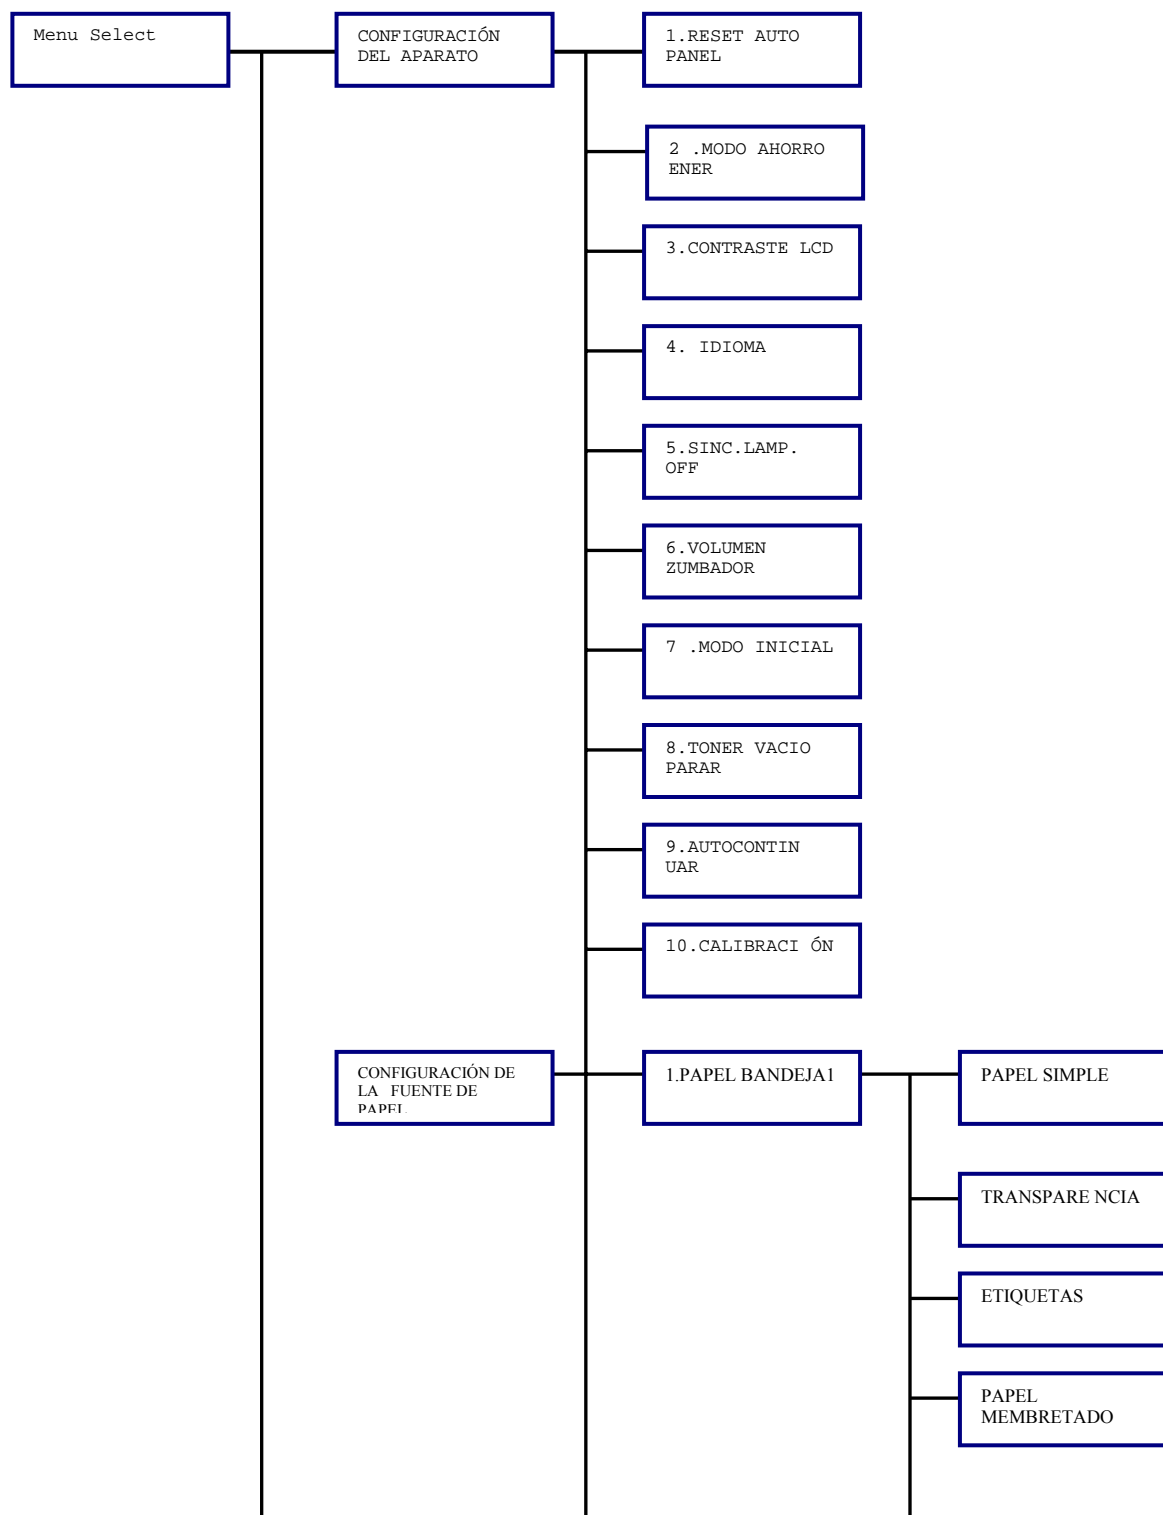 Menu Select
CONFIGURACIÓN
DEL APARATO
1.RESET AUTO
PANEL
2 .MODO AHORRO
ENER
3.CONTRASTE LCD
4. IDIOMA
5.SINC.LAMP.
OFF
6.VOLUMEN
ZUMBADOR
7 .MODO INICIAL
8.TONER VACIO
PARAR
9.AUTOCONTIN
UAR
10.CALIBRACI ÓN
CONFIGURACIÓN DE
LA FUENTE DE
PAPEL
1.PAPEL BANDEJA1
PAPEL SIMPLE
TRANSPARE NCIA
ETIQUETAS
PAPEL
MEMBRETADO